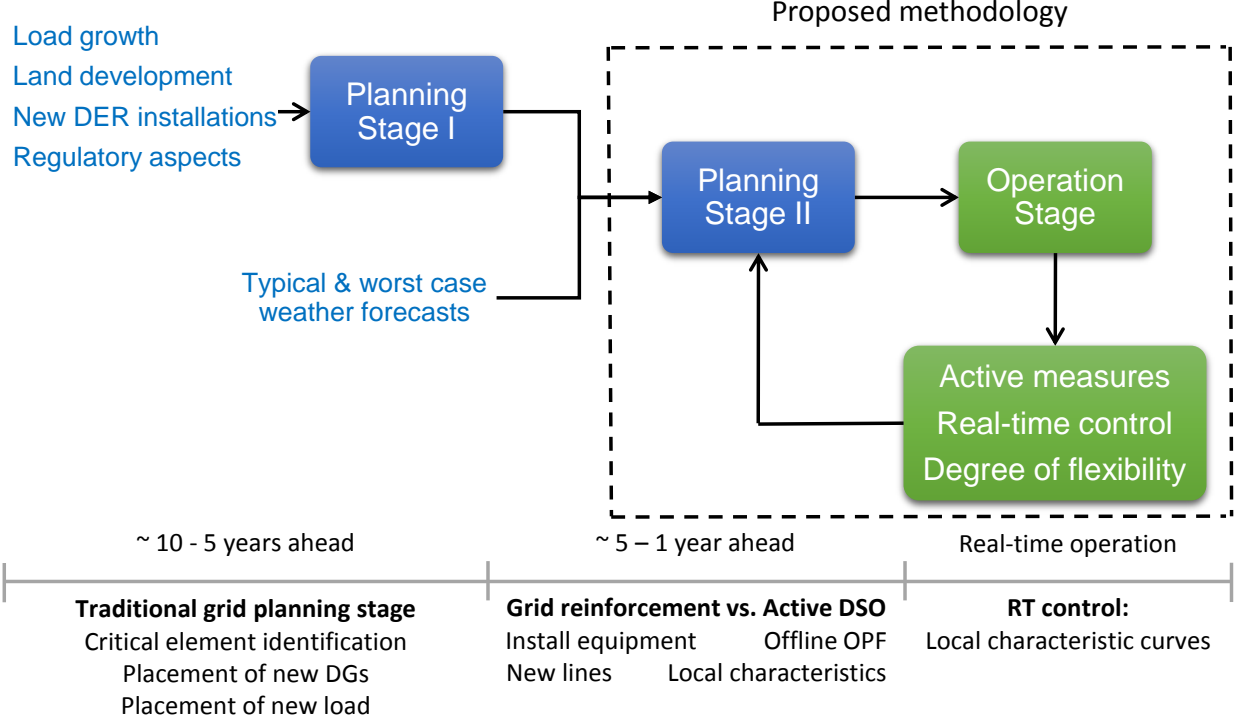 Proposed methodology
Load growth
Land development
New DER installations
Regulatory aspects
Planning
Stage I
Planning
Stage II
Operation
Stage
Typical & worst case
weather forecasts
Active measures
Real-time control
Degree of flexibility
~ 10 - 5 years ahead
~ 5 – 1 year ahead
Real-time operation
Traditional grid planning stage
Critical element identification
Placement of new DGs
Placement of new load
Grid reinforcement vs. Active DSO
Install equipment Offline OPF
New lines Local characteristics
RT control:
Local characteristic curves